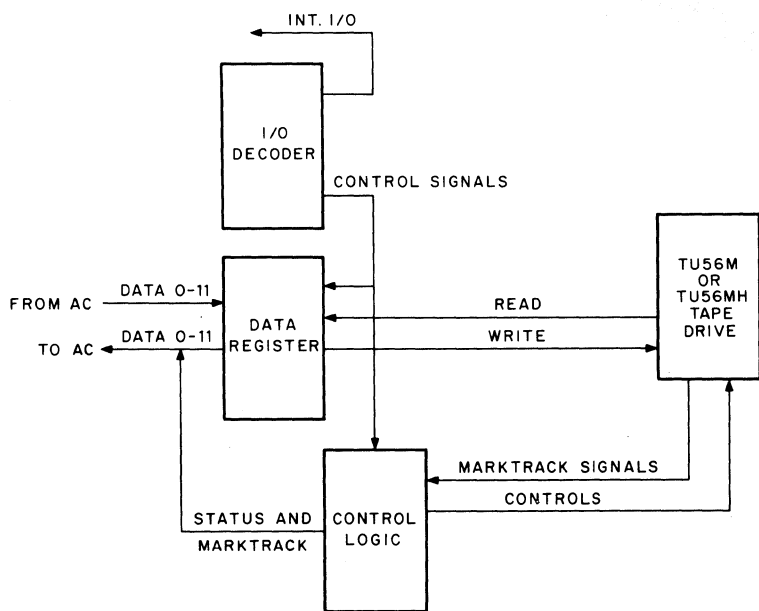 INT. I/O
I/O
DECODER
CONTROL SIGNALS
FROM AC
DATA 0-11
TO AC
DATA 0-11
DATA
REGISTER
READ
WRITE
TU56M
OR
TU56MH
TAPE
DRIVE
MARKTRACK SIGNALS
CONTROLS
STATUS AND
MARKTRACK
CONTROL
LOGIC